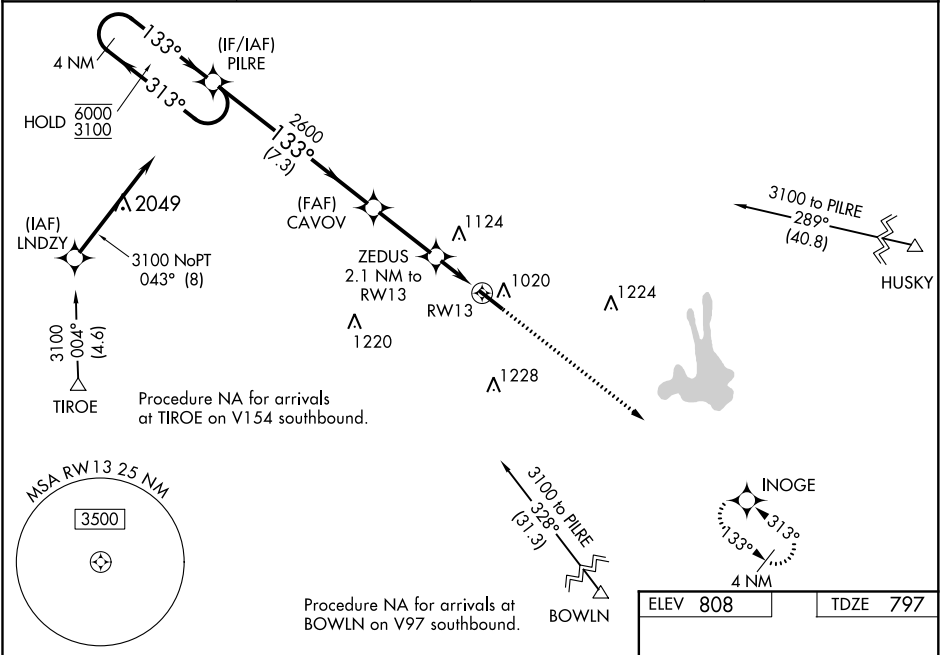 133°
(IF/IAF)
PILRE
4 NM
313°
HOLD 6000
3100
2600
133°
(7.3)
(IAF)
LNDZY
2049
3100 NoPT
043° (8)
(FAF)
CAVOV
1124
ZEDUS
2.1 NM to
RW13
RW13
1020
1224
1220
1228
3100 to PILRE
289°
(40.8)
HUSKY
3100
004°
(4.6)
TIROE
Procedure NA for arrivals
at TIROE on V154 southbound.
MSA RW13 25 NM
3500
3100 to PILRE
328°
(31.3)
BOWLN
Procedure NA for arrivals at
BOWLN on V97 southbound.
INOGE
313°
133°
4 NM
ELEV 808
TDZE 797